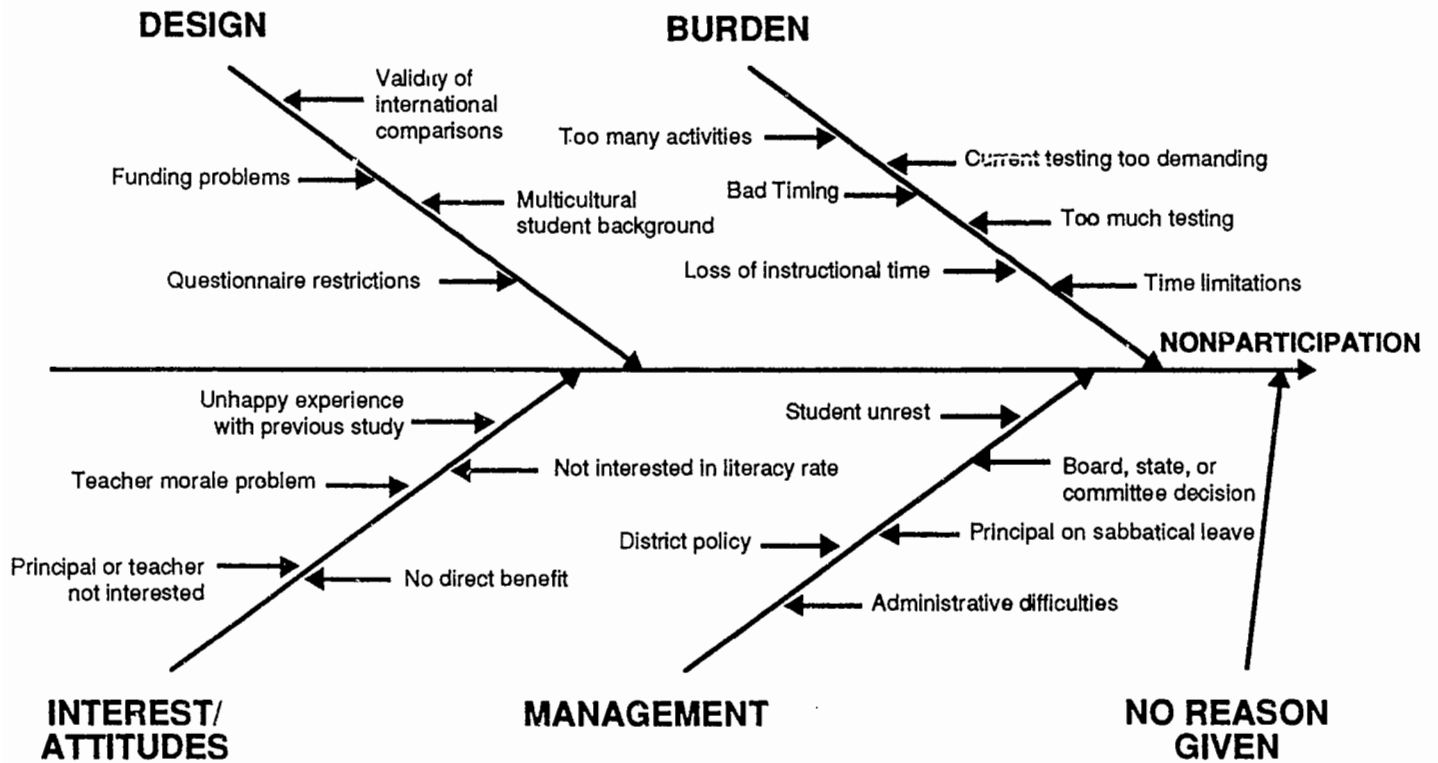 DESIGN
BURDEN
Validity of
international
comparisons
Too many activities
Current testing too demanding
Funding problems
Bad Timing
Multicultural
student background
Too much testing
Loss of instructional time
Questionnaire restrictions
Time limitations
NONPARTICIPATION
Unhappy experience
with previous study
Student unrest
Not interested in literacy rate
Board, state, or
committee decision
Teacher morale problem
District policy
Principal on sabbatical leave
Principal or teacher
not interested
No direct benefit
Administrative difficulties
INTEREST/
ATTITUDES
MANAGEMENT
NO REASON
GIVEN